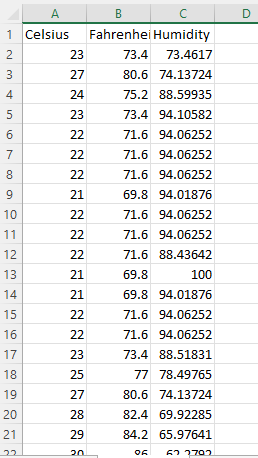 A B C D
1 Celsius Fahrenhei Humidity
2 23 73.4 73.4617
3 27 80.6 74.13724
4 24 75.2 88.59935
5 23 73.4 94.10582
6 22 71.6 94.06252
7 22 71.6 94.06252
8 22 71.6 94.06252
9 21 69.8 94.01876
10 22 71.6 94.06252
11 22 71.6 94.06252
12 22 71.6 88.43642
13 21 69.8 100
14 21 69.8 94.01876
15 22 71.6 94.06252
16 22 71.6 94.06252
17 23 73.4 88.51831
18 25 77 78.49765
19 27 80.6 74.13724
20 28 82.4 69.92285
21 29 84.2 65.97641
22 30 86 62.2792